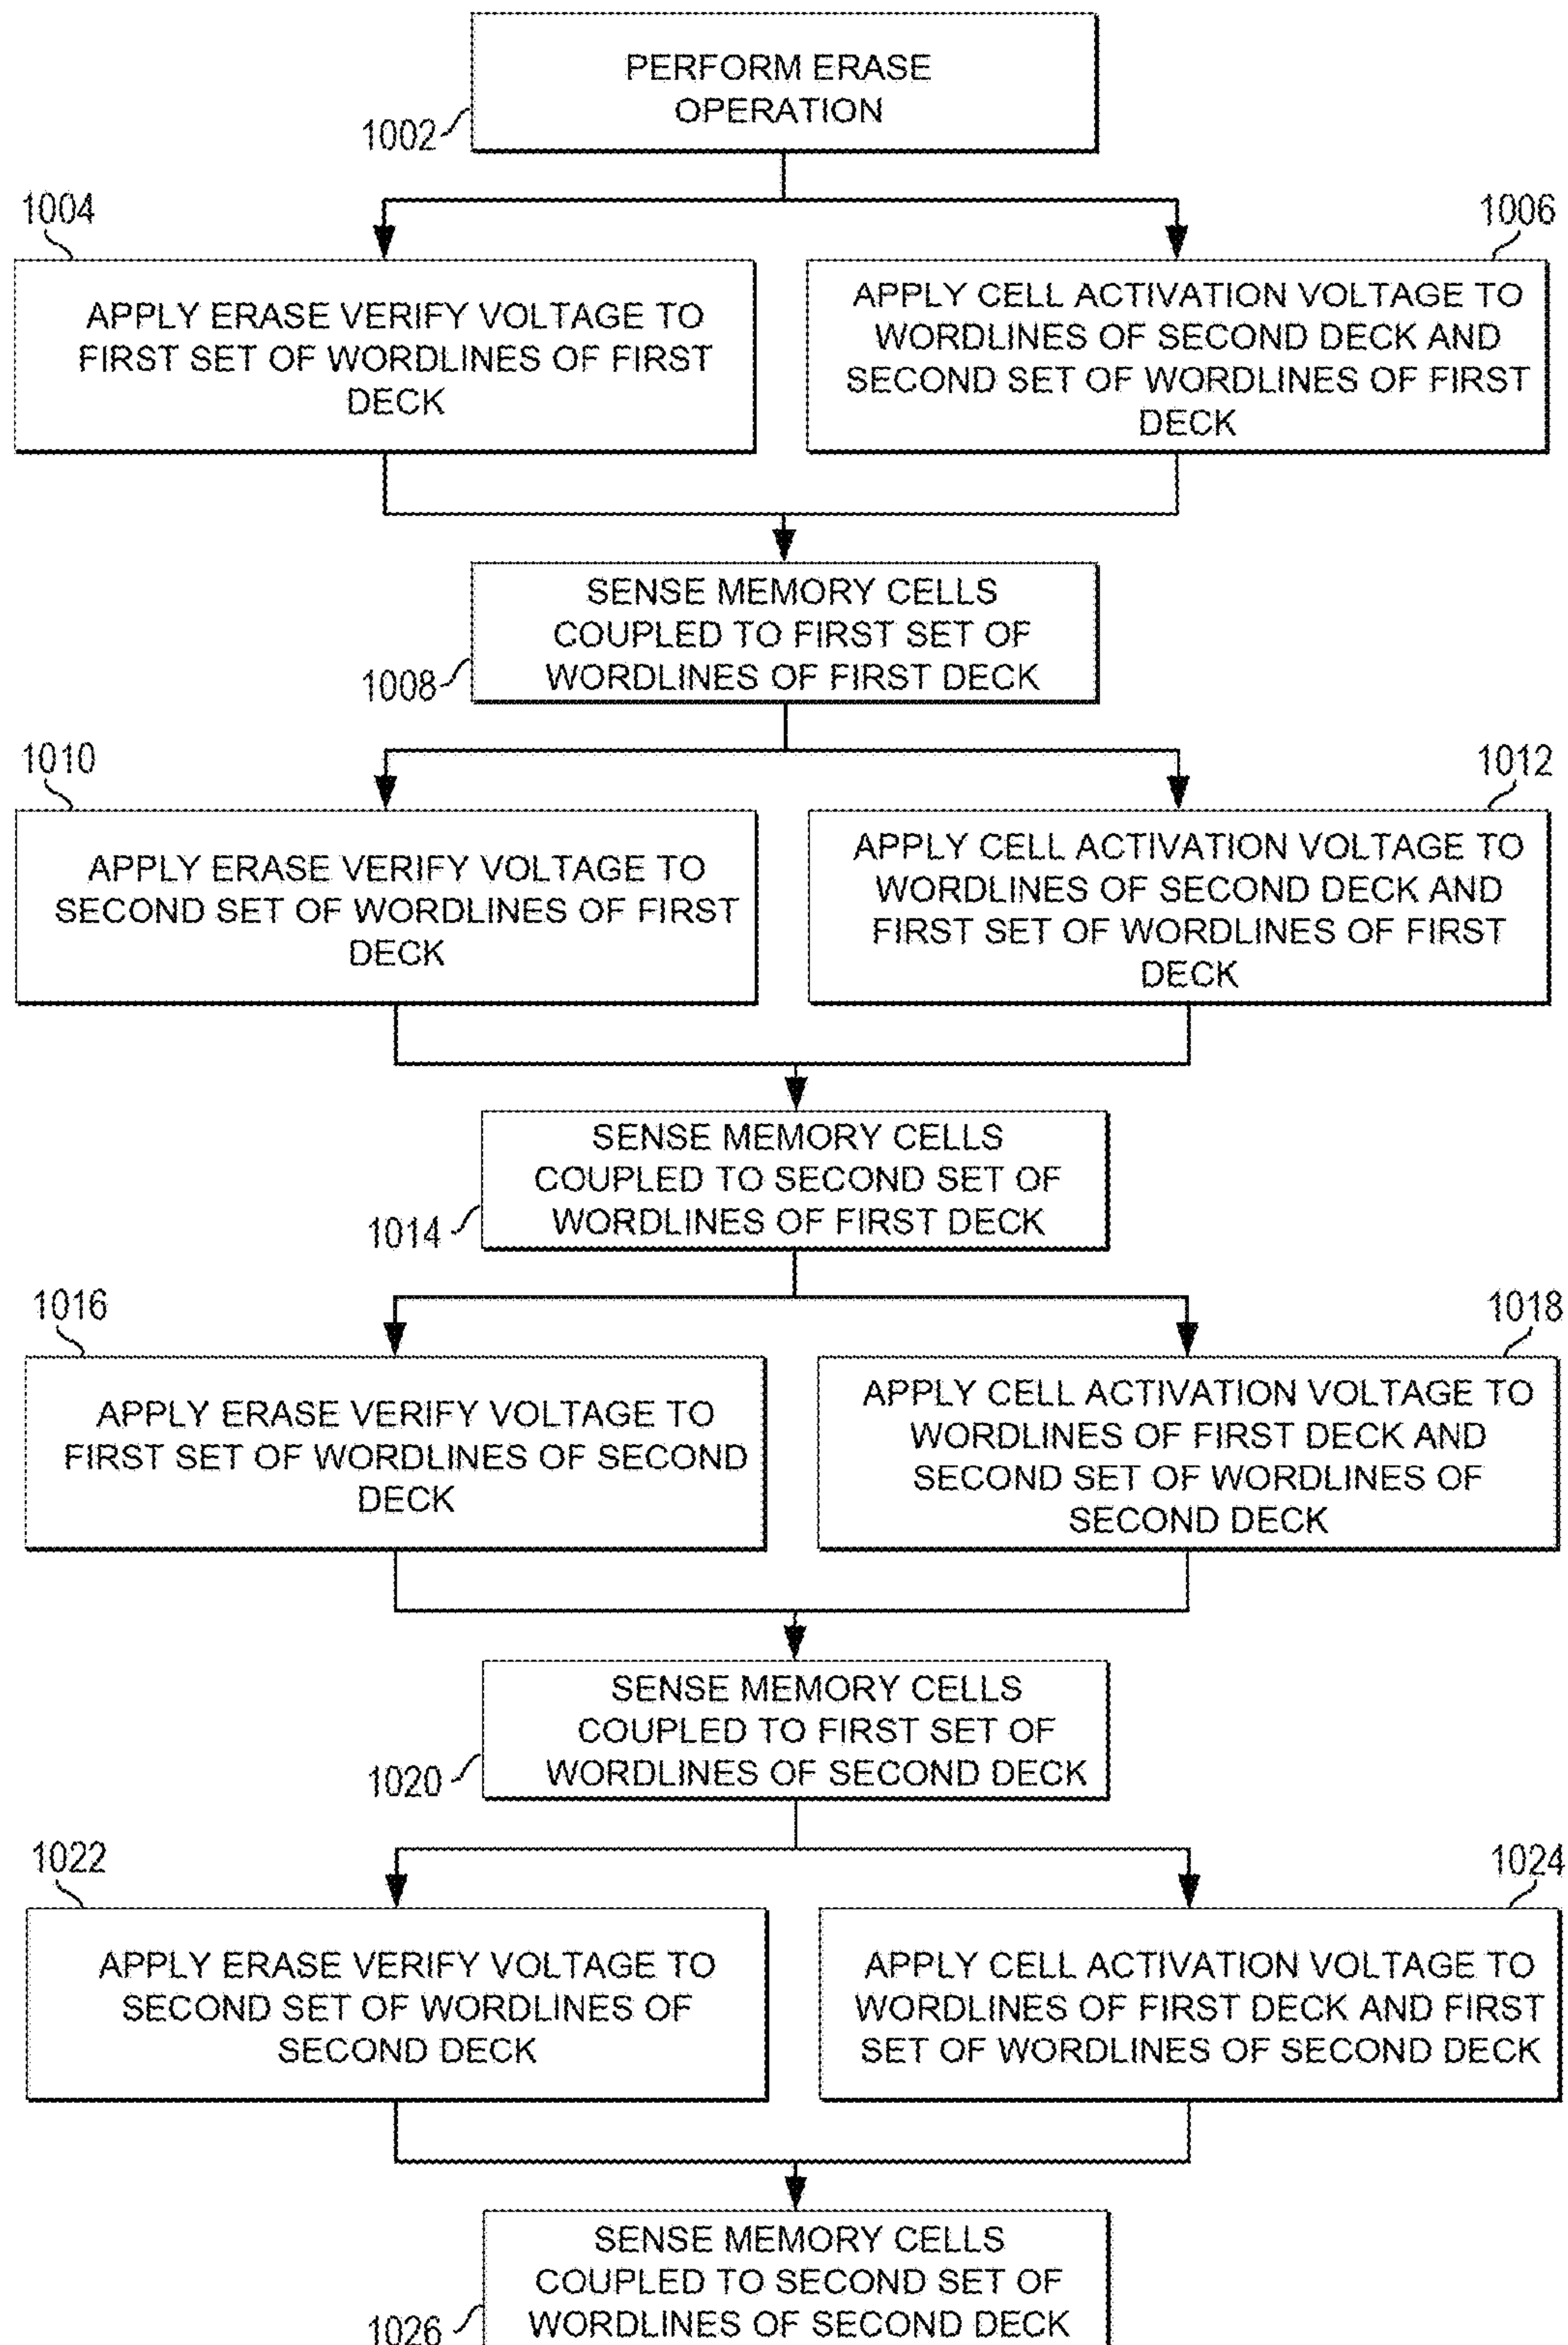 PERFORM ERASE
OPERATION
1002
1004
1006
APPLY ERASE VERIFY VOLTAGE TO
FIRST SET OF WORDLINES OF FIRST
DECK
APPLY CELL ACTIVATION VOLTAGE TO
WORDLINES OF SECOND DECK AND
SECOND SET OF WORDLINES OF FIRST
DECK
SENSE MEMORY CELLS
COUPLED TO FIRST SET OF
WORDLINES OF FIRST DECK
1008
1010
1012
APPLY ERASE VERIFY VOLTAGE TO
SECOND SET OF WORDLINES OF FIRST
DECK
APPLY CELL ACTIVATION VOLTAGE TO
WORDLINES OF SECOND DECK AND
FIRST SET OF WORDLINES OF FIRST
DECK
SENSE MEMORY CELLS
COUPLED TO SECOND SET OF
WORDLINES OF FIRST DECK
1014
1016
1018
APPLY ERASE VERIFY VOLTAGE TO
FIRST SET OF WORDLINES OF SECOND
DECK
APPLY CELL ACTIVATION VOLTAGE TO
WORDLINES OF FIRST DECK AND
SECOND SET OF WORDLINES OF
SECOND DECK
SENSE MEMORY CELLS
COUPLED TO FIRST SET OF
WORDLINES OF SECOND DECK
1020
1022
1024
APPLY ERASE VERIFY VOLTAGE TO
SECOND SET OF WORDLINES OF
SECOND DECK
APPLY CELL ACTIVATION VOLTAGE TO
WORDLINES OF FIRST DECK AND FIRST
SET OF WORDLINES OF SECOND DECK
SENSE MEMORY CELLS
COUPLED TO SECOND SET OF
WORDLINES OF SECOND DECK
1026